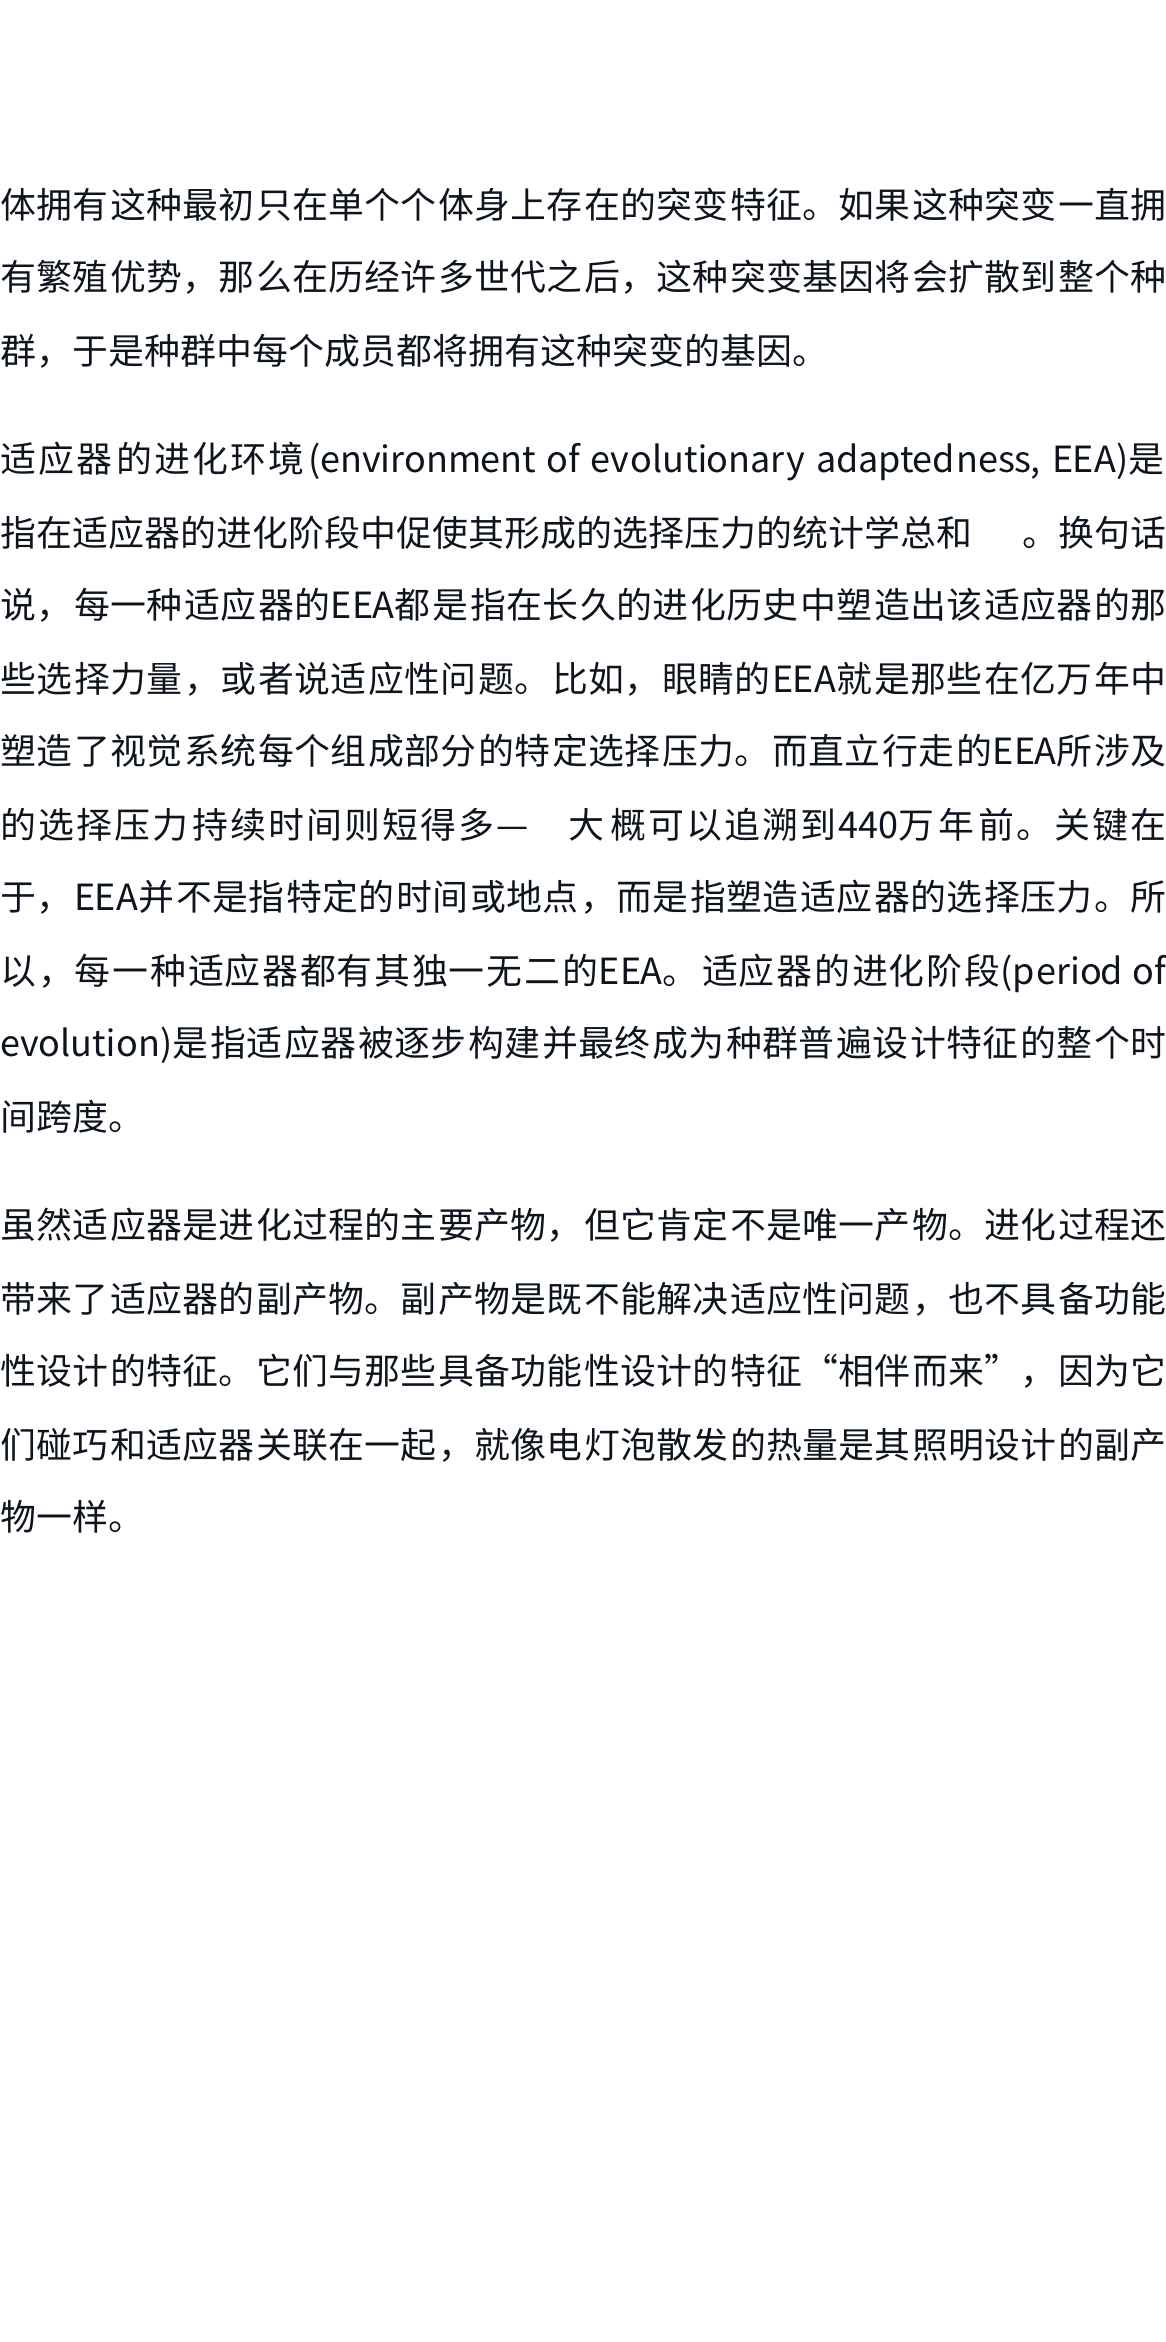 体拥有这种最初只在单个个体身上存在的突变特征。如果这种突变一直拥
有繁殖优势，那么在历经许多世代之后，这种突变基因将会扩散到整个种
群，于是种群中每个成员都将拥有这种突变的基因。
适应器的进化环境(environment of evolutionary adaptedness, EEA)是
指在适应器的进化阶段中促使其形成的选择压力的统计学总和　。换句话
说，每一种适应器的EEA都是指在长久的进化历史中塑造出该适应器的那
些选择力量，或者说适应性问题。比如，眼睛的EEA就是那些在亿万年中
塑造了视觉系统每个组成部分的特定选择压力。而直立行走的EEA所涉及
的选择压力持续时间则短得多—　大概可以追溯到440万年前。关键在
于，EEA并不是指特定的时间或地点，而是指塑造适应器的选择压力。所
以，每一种适应器都有其独一无二的EEA。适应器的进化阶段(period of
evolution)是指适应器被逐步构建并最终成为种群普遍设计特征的整个时
间跨度。
虽然适应器是进化过程的主要产物，但它肯定不是唯一产物。进化过程还
带来了适应器的副产物。副产物是既不能解决适应性问题，也不具备功能
性设计的特征。它们与那些具备功能性设计的特征“相伴而来”，因为它
们碰巧和适应器关联在一起，就像电灯泡散发的热量是其照明设计的副产
物一样。